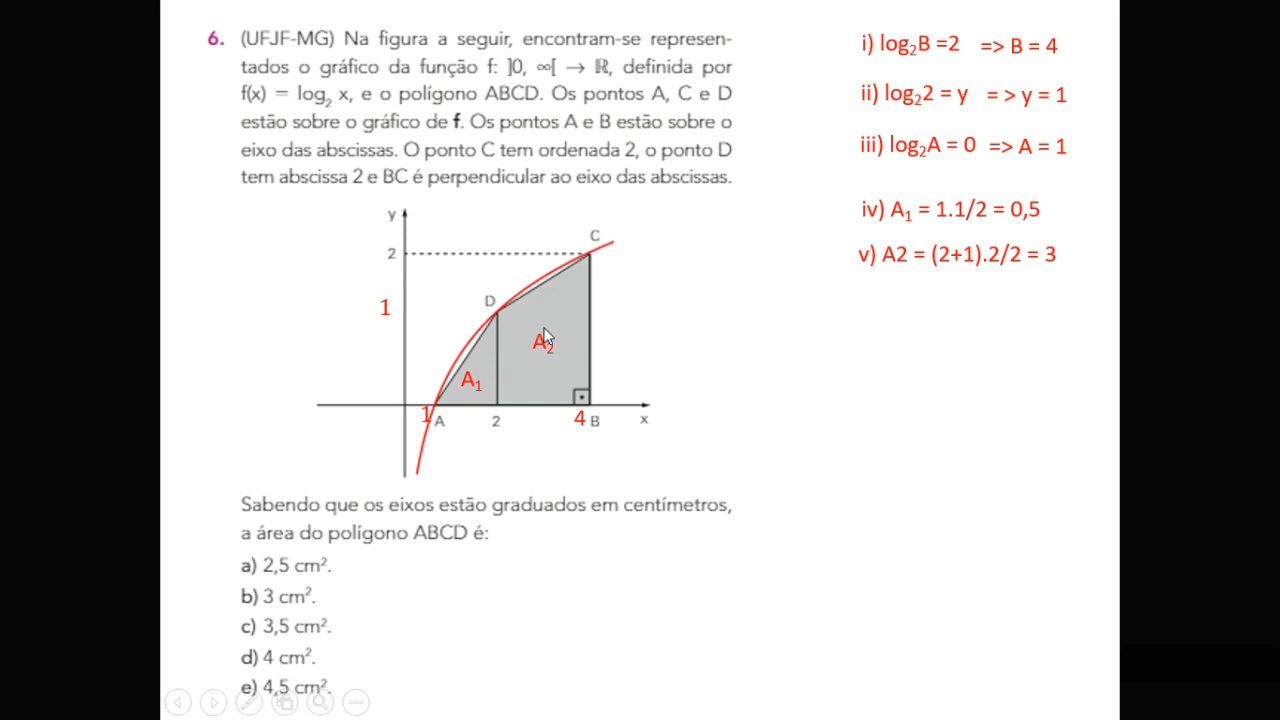 6. (UFJF-MG) Na figura a seguir, encontram-se represen-
tados o gráfico da função f: ]0, ∞[ → ℝ, definida por
f(x) = log₂ x, e o polígono ABCD. Os pontos A, C e D
estão sobre o gráfico de f. Os pontos A e B estão sobre o
eixo das abscissas. O ponto C tem ordenada 2, o ponto D
tem abscissa 2 e BC é perpendicular ao eixo das abscissas.
y
C
2
D
1
A₂
A₁
1 A 2 4 B x
Sabendo que os eixos estão graduados em centímetros,
a área do polígono ABCD é:
a) 2,5 cm².
b) 3 cm².
c) 3,5 cm².
d) 4 cm².
e) 4,5 cm².
i) log₂B =2 => B = 4
ii) log₂2 = y = > y = 1
iii) log₂A = 0 => A = 1
iv) A₁ = 1.1/2 = 0,5
v) A2 = (2+1).2/2 = 3